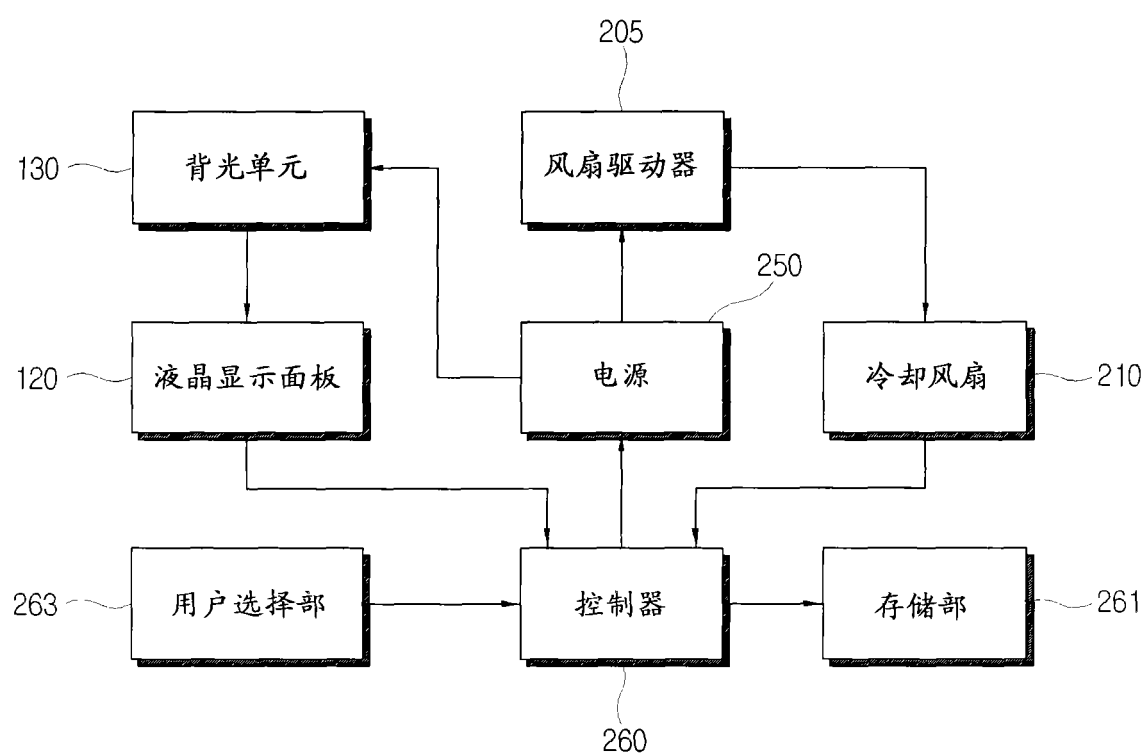 205
130
背光单元
风扇驱动器
250
120
液晶显示面板
电源
冷却风扇
210
263
用户选择部
控制器
存储部
261
260